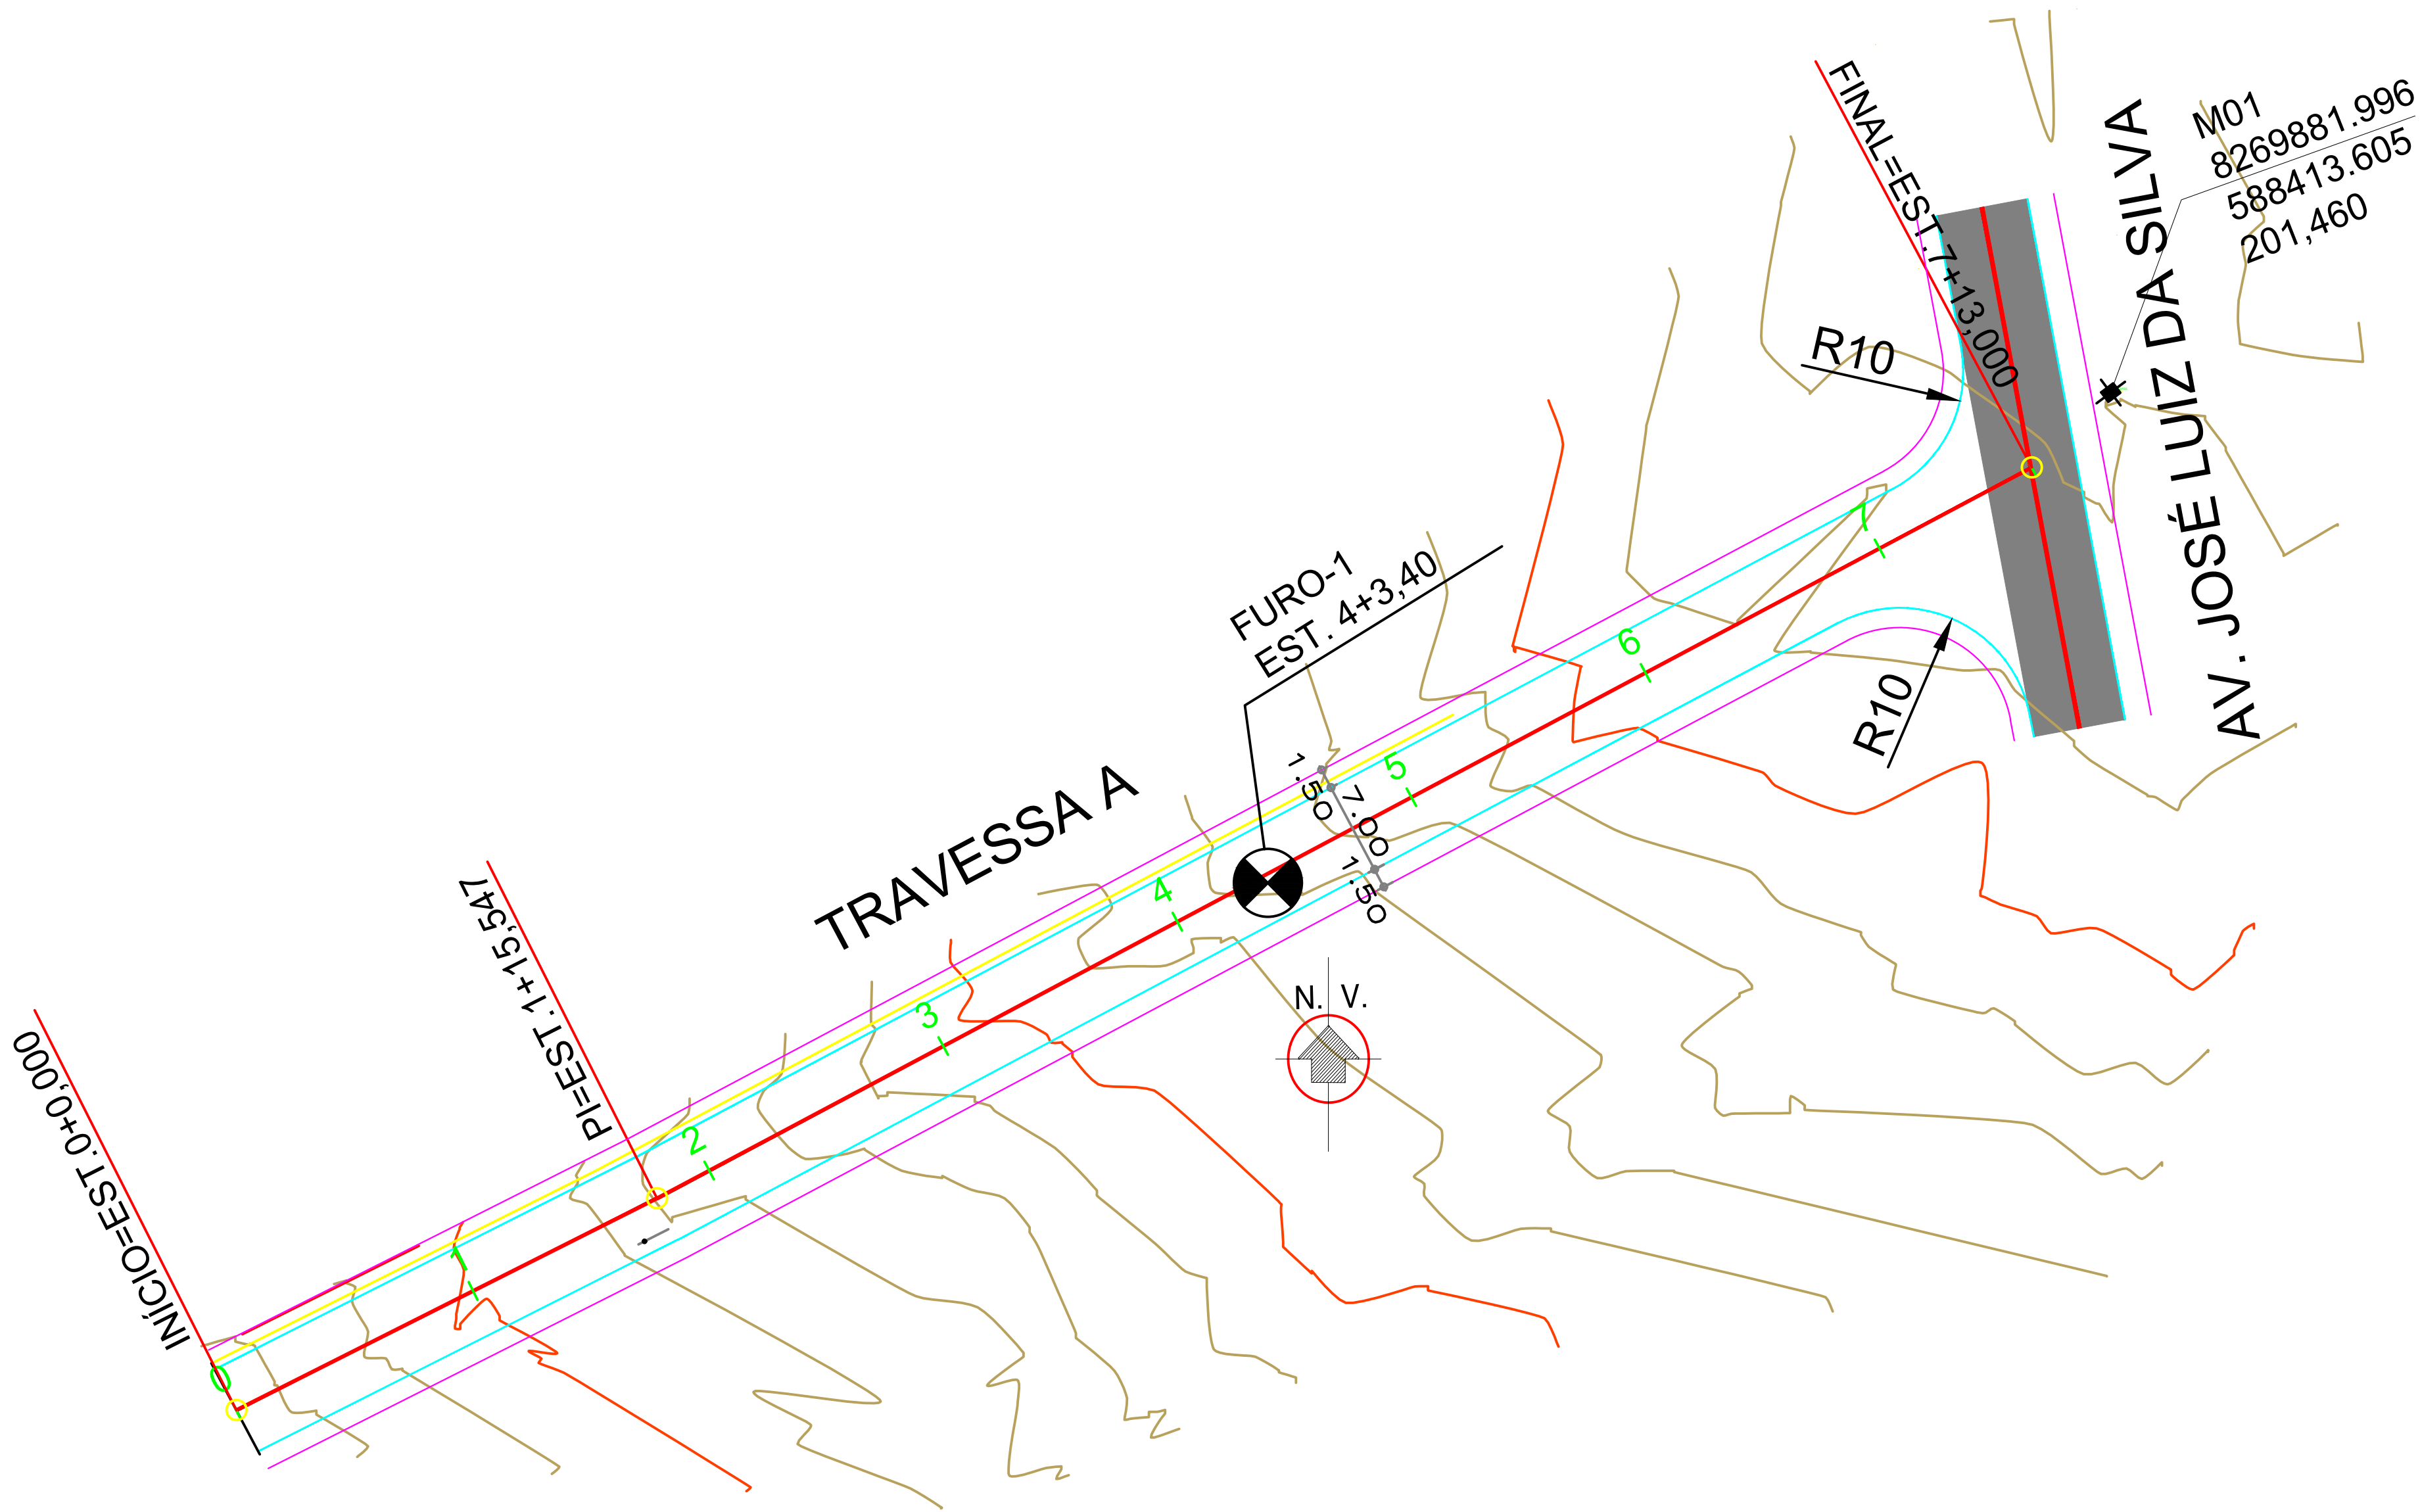 FINAL=EST.7+13,000
M01
8269881.996
588413.605
201,460
AV. JOSÉ LUIZ DA SILVA
R10
R10
FURO-1
EST. 4+3,40
TRAVESSA A
1.50
7.00
1.50
N. V.
PI=EST. 1+15,547
INÍCIO=EST.0+0,000
0
1
2
3
4
5
6
7